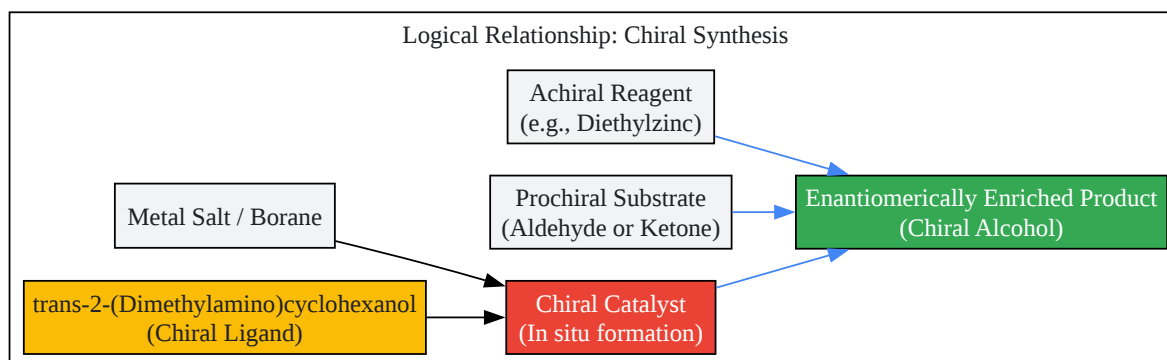 Logical Relationship: Chiral Synthesis
Achiral Reagent
(e.g., Diethylzinc)
Prochiral Substrate
(Aldehyde or Ketone)
Enantiomerically Enriched Product
(Chiral Alcohol)
Metal Salt / Borane
trans-2-(Dimethylamino)cyclohexanol
(Chiral Ligand)
Chiral Catalyst
(In situ formation)